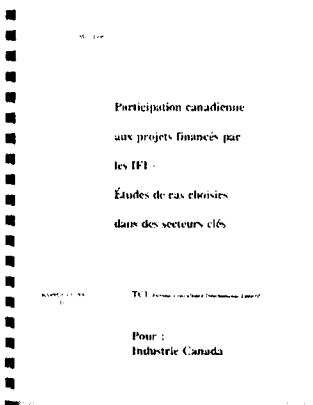 Participation canadienne
aux projets financés par
les IFI -
Études de cas choisies
dans des secteurs clés
TCI
Pour :
Industrie Canada